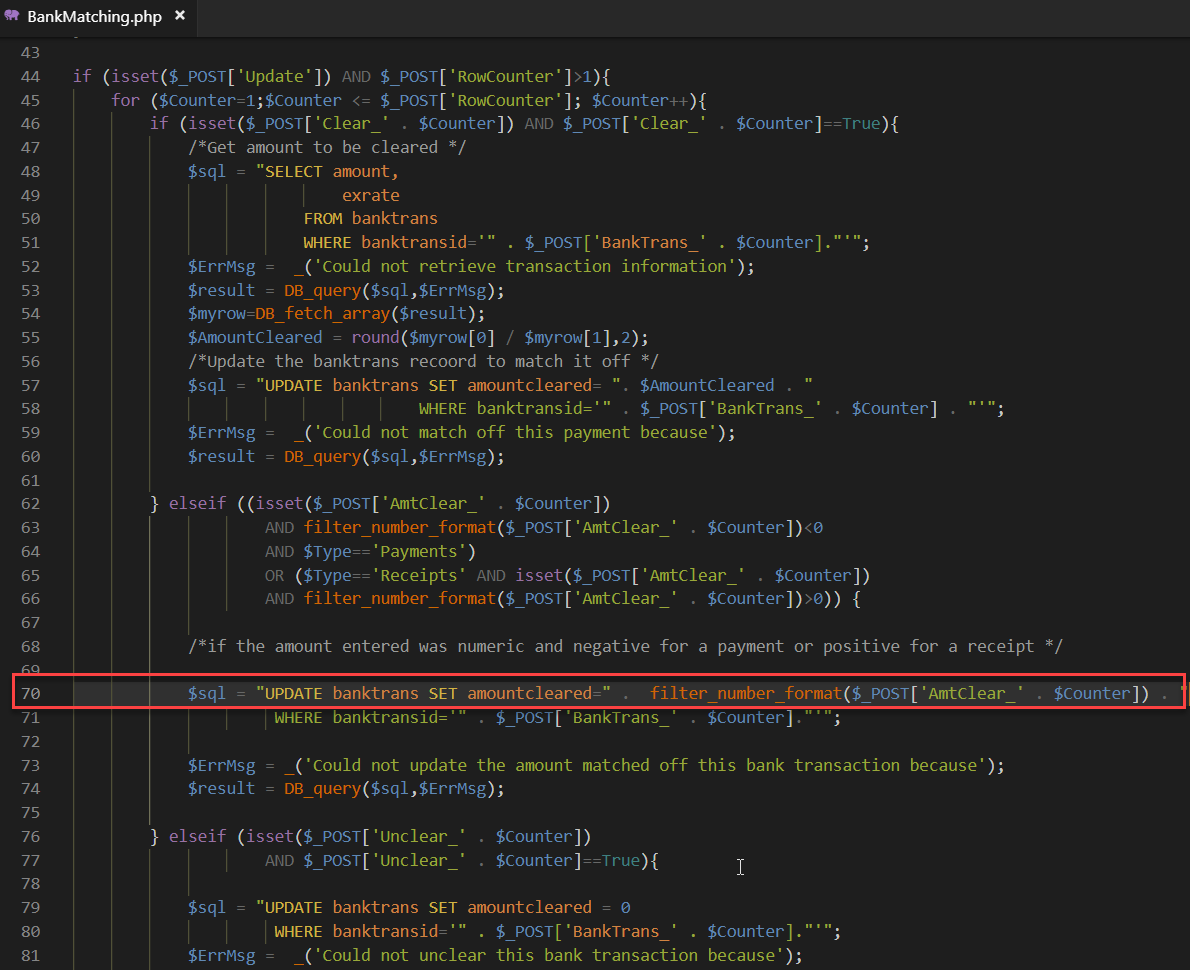 BankMatching.php ×
43
44 if (isset($_POST['Update']) AND $_POST['RowCounter']>1){
45 for ($Counter=1;$Counter <= $_POST['RowCounter']; $Counter++){
46 if (isset($_POST['Clear_' . $Counter]) AND $_POST['Clear_' . $Counter]==True){
47 /*Get amount to be cleared */
48 $sql = "SELECT amount,
49 exrate
50 FROM banktrans
51 WHERE banktransid='" . $_POST['BankTrans_' . $Counter]."'";
52 $ErrMsg =  _('Could not retrieve transaction information');
53 $result = DB_query($sql,$ErrMsg);
54 $myrow=DB_fetch_array($result);
55 $AmountCleared = round($myrow[0] / $myrow[1],2);
56 /*Update the banktrans recoord to match it off */
57 $sql = "UPDATE banktrans SET amountcleared= ". $AmountCleared . "
58 WHERE banktransid='" . $_POST['BankTrans_' . $Counter] . "'";
59 $ErrMsg =  _('Could not match off this payment because');
60 $result = DB_query($sql,$ErrMsg);
61
62 } elseif ((isset($_POST['AmtClear_' . $Counter])
63 AND filter_number_format($_POST['AmtClear_' . $Counter])<0
64 AND $Type=='Payments')
65 OR ($Type=='Receipts' AND isset($_POST['AmtClear_' . $Counter])
66 AND filter_number_format($_POST['AmtClear_' . $Counter])>0)) {
67
68 /*if the amount entered was numeric and negative for a payment or positive for a receipt */
69
70 $sql = "UPDATE banktrans SET amountcleared=" .  filter_number_format($_POST['AmtClear_' . $Counter]) . "
71 WHERE banktransid='" . $_POST['BankTrans_' . $Counter]."'";
72
73 $ErrMsg = _('Could not update the amount matched off this bank transaction because');
74 $result = DB_query($sql,$ErrMsg);
75
76 } elseif (isset($_POST['Unclear_' . $Counter])
77 AND $_POST['Unclear_' . $Counter]==True){
78
79 $sql = "UPDATE banktrans SET amountcleared = 0
80 WHERE banktransid='" . $_POST['BankTrans_' . $Counter]."'";
81 $ErrMsg =  _('Could not unclear this bank transaction because');